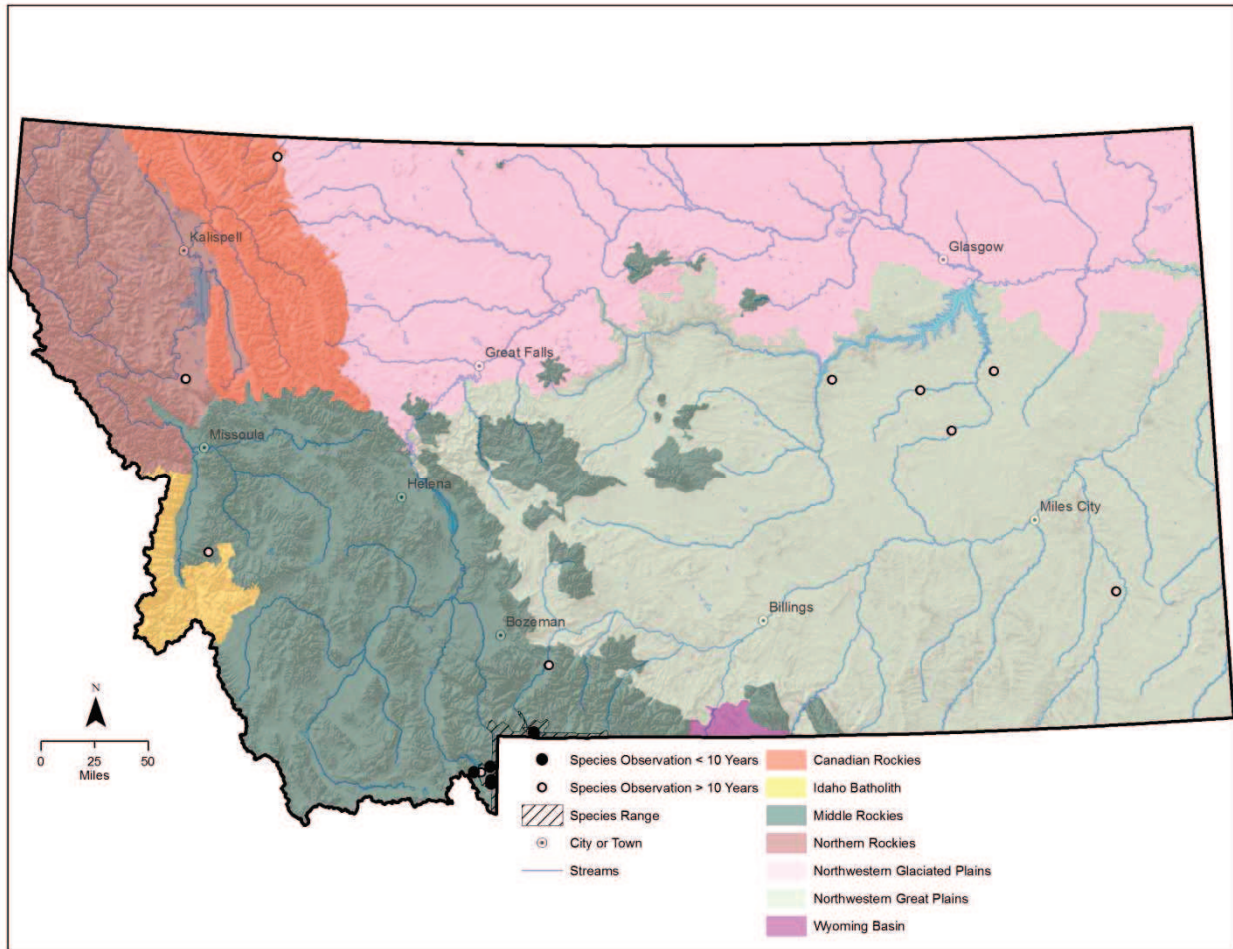 Kalispell
Glasgow
Great Falls
Missoula
Helena
Miles City
Billings
Bozeman
N
0 25 50
Miles
Species Observation < 10 Years
Species Observation > 10 Years
Species Range
City or Town
Streams
Canadian Rockies
Idaho Batholith
Middle Rockies
Northern Rockies
Northwestern Glaciated Plains
Northwestern Great Plains
Wyoming Basin